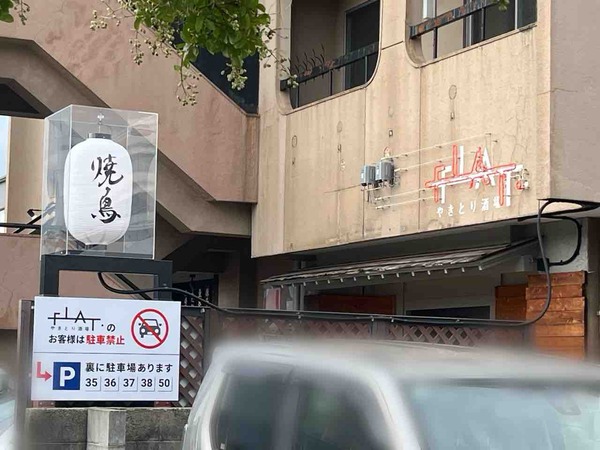 焼鳥
FLAT.
やきとり酒場
FLAT.の
やきとり酒場
お客様は駐車禁止
P
裏に駐車場あります
35 36 37 38 50